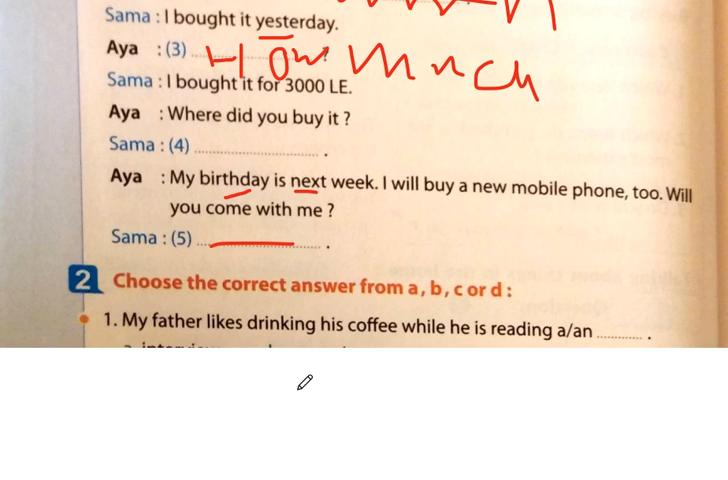 Sama : I bought it yesterday.
Aya : (3) ............ ?
How much
Sama : I bought it for 3000 LE.
Aya : Where did you buy it ?
Sama : (4) ............................... .
Aya : My birthday is next week. I will buy a new mobile phone, too. Will
you come with me ?
Sama : (5) ............................... .
2 Choose the correct answer from a, b, c or d :
1. My father likes drinking his coffee while he is reading a/an ............ .